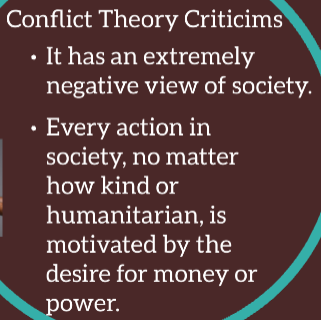 Conflict Theory Criticims
• It has an extremely
negative view of society.
• Every action in
society, no matter
how kind or
humanitarian, is
motivated by the
desire for money or
power.